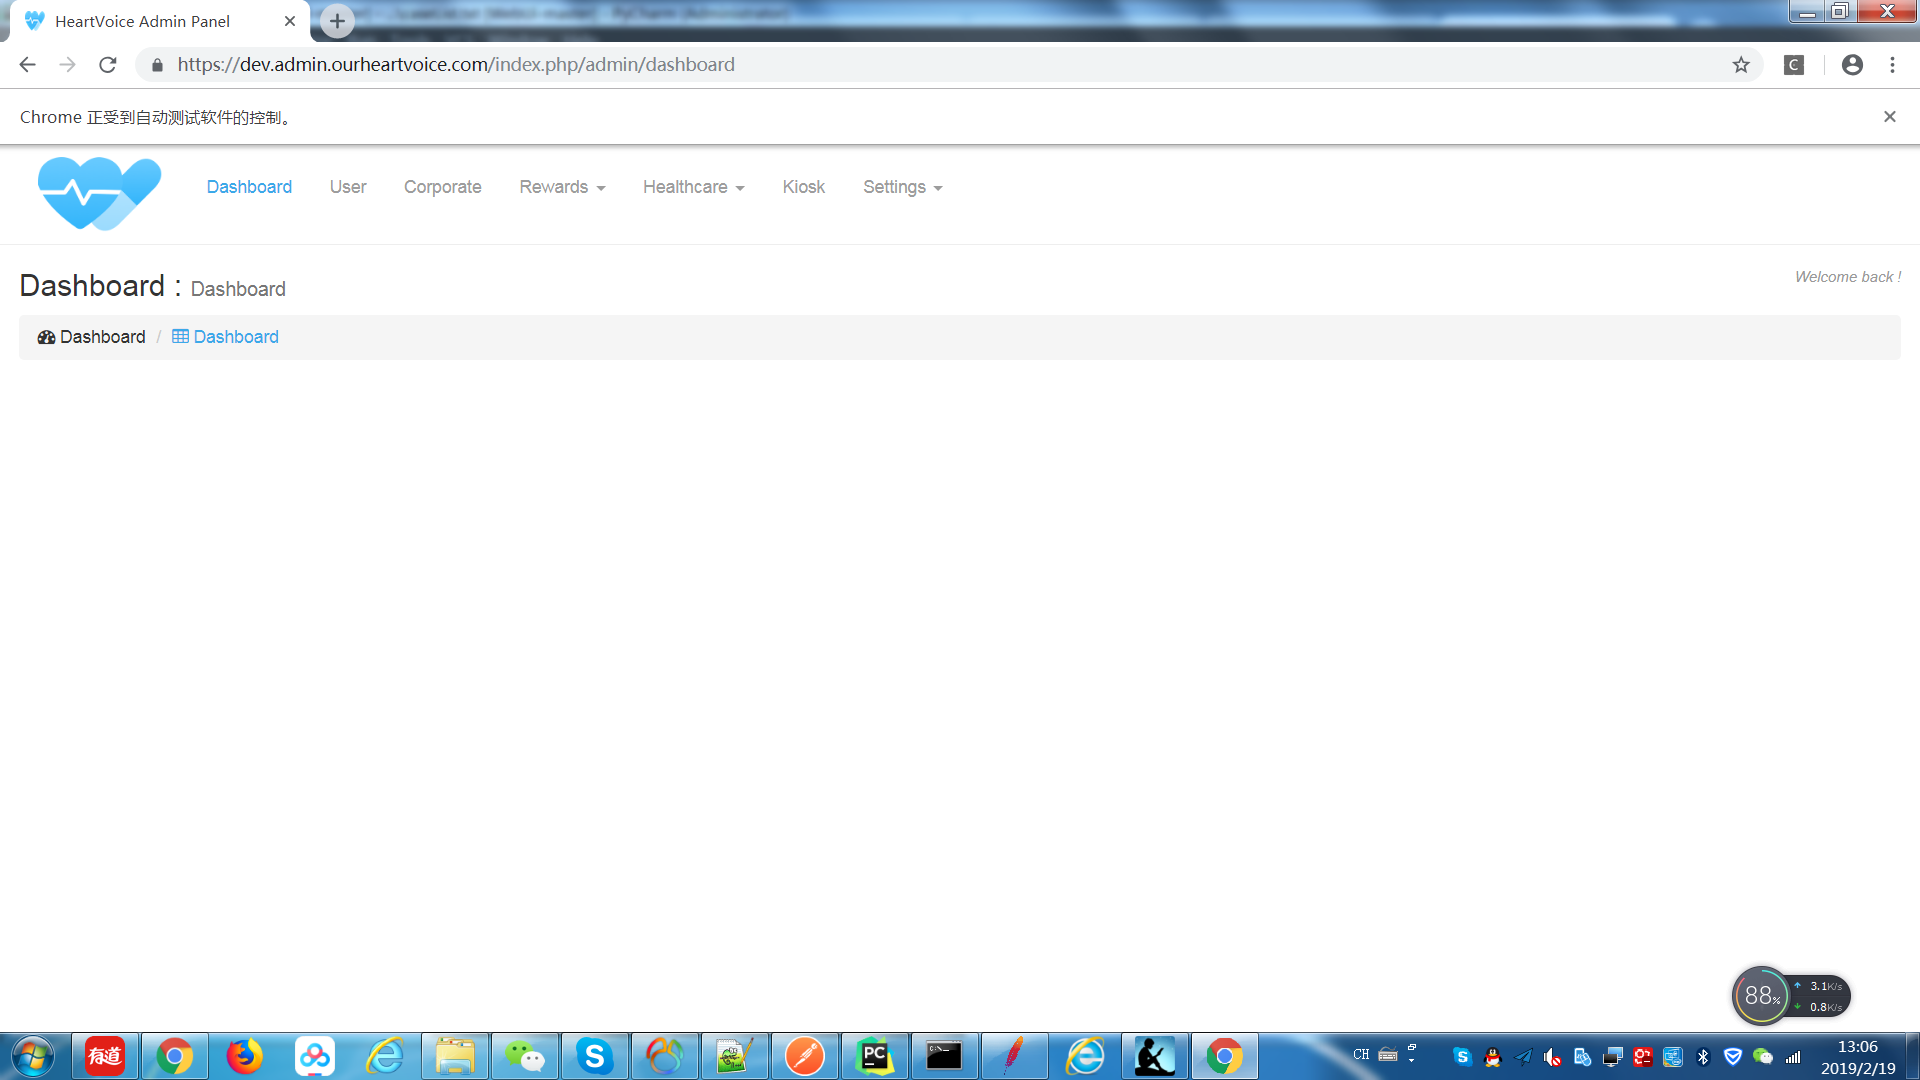 HeartVoice Admin Panel
https://dev.admin.ourheartvoice.com/index.php/admin/dashboard
C
Chrome 正受到自动测试软件的控制。
Dashboard User Corporate Rewards Healthcare Kiosk Settings
Dashboard : Dashboard
Welcome back !
Dashboard / Dashboard
88%
3.1K/s
0.8K/s
有道
S
PC
CH
13:06
2019/2/19